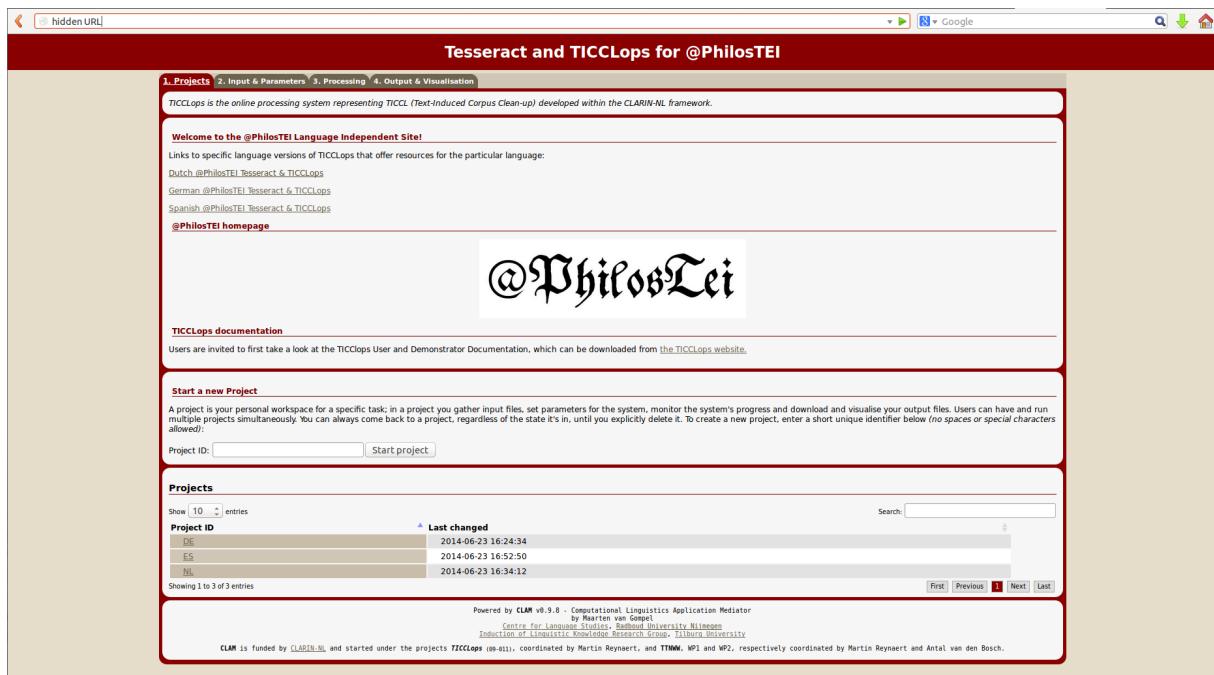 hidden URL
Google
Tesseract and TICCLops for @PhilosTEI
1. Projects 2. Input & Parameters 3. Processing 4. Output & Visualisation
TICCLops is the online processing system representing TICCL (Text-Induced Corpus Clean-up) developed within the CLARIN-NL framework.
Welcome to the @PhilosTEI Language Independent Site!
Links to specific language versions of TICCLops that offer resources for the particular language:
Dutch @PhilosTEI Tesseract & TICCLops
German @PhilosTEI Tesseract & TICCLops
Spanish @PhilosTEI Tesseract & TICCLops
@PhilosTEI homepage
@PhilosTei
TICCLops documentation
Users are invited to first take a look at the TICClops User and Demonstrator Documentation, which can be downloaded from the TICCLops website.
Start a new Project
A project is your personal workspace for a specific task; in a project you gather input files, set parameters for the system, monitor the system's progress and download and visualise your output files. Users can have and run
multiple projects simultaneously. You can always come back to a project, regardless of the state it's in, until you explicitly delete it. To create a new project, enter a short unique identifier below (no spaces or special characters
allowed):
Project ID: Start project
Projects
Show 10 entries Search:
Project ID Last changed
DE 2014-06-23 16:24:34
ES 2014-06-23 16:52:50
NL 2014-06-23 16:34:12
Showing 1 to 3 of 3 entries First Previous 1 Next Last
Powered by CLAM v0.9.8 - Computational Linguistics Application Mediator
by Maarten van Gompel
Centre for Language Studies, Radboud University Nijmegen
Induction of Linguistic Knowledge Research Group, Tilburg University
CLAM is funded by CLARIN-NL and started under the projects TICCLops (09-011), coordinated by Martin Reynaert, and TTNWW, WP1 and WP2, respectively coordinated by Martin Reynaert and Antal van den Bosch.